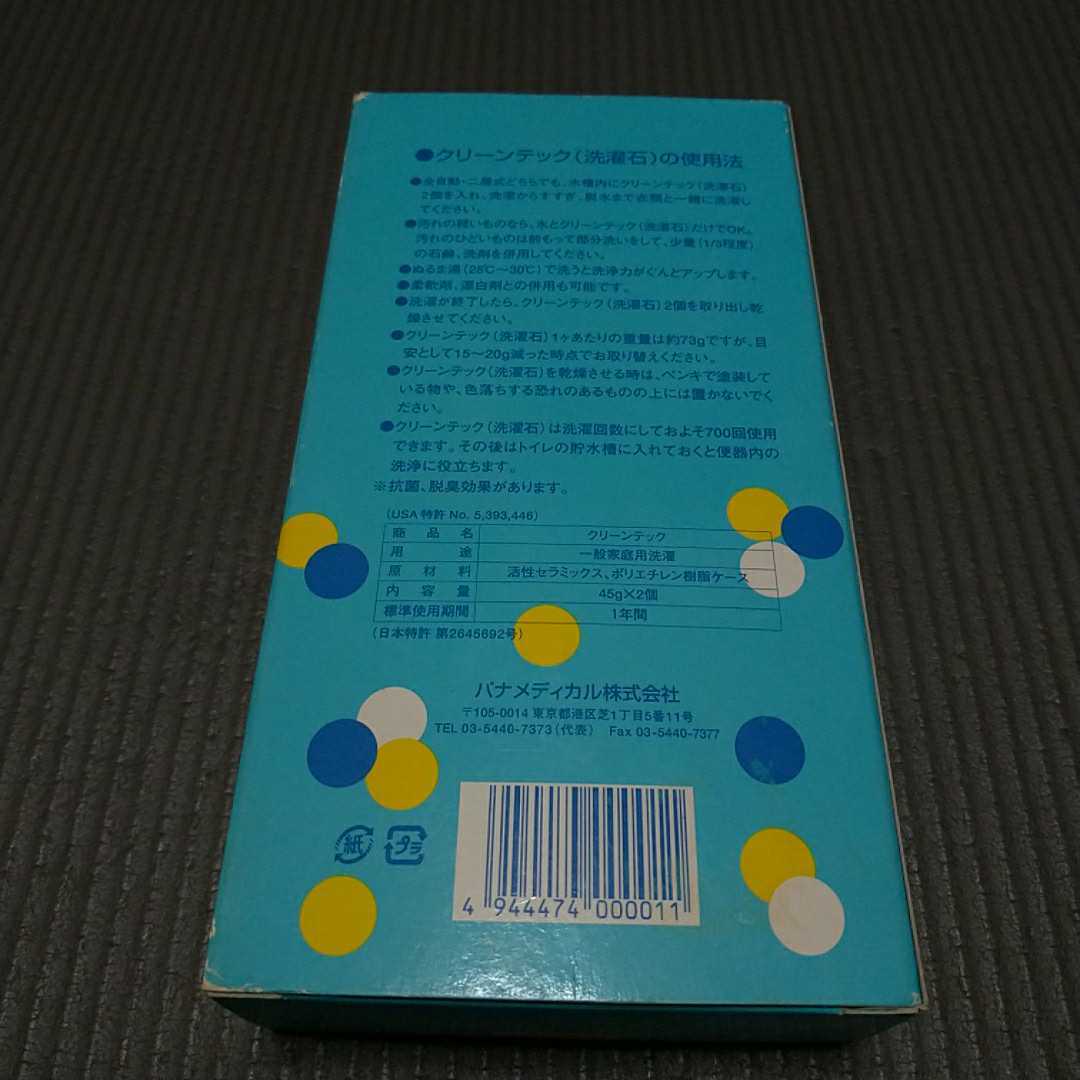 ●クリーンテック(洗濯石)の使用法
●全自動・二層式どちらでも、水槽内にクリーンテック(洗濯石)
2個を入れ、洗濯からすすぎ、脱水まで衣類と一緒に洗濯し
てください。
●汚れの軽いものなら、水とクリーンテック(洗濯石)だけでOK。
汚れのひどいものは前もって部分洗いをして、少量(1/3程度)
の石鹸、洗剤を併用してください。
●ぬるま湯(25℃〜30℃)で洗うと洗浄力がぐんとアップします。
●柔軟剤、漂白剤との併用も可能です。
●洗濯が終了したら、クリーンテック(洗濯石)2個を取り出し乾
燥させてください。
●クリーンテック(洗濯石)1ヶあたりの重量は約73gですが、目
安として15〜20g減った時点でお取り替えください。
●クリーンテック(洗濯石)を乾燥させる時は、ペンキで塗装して
いる物や、色落ちする恐れのあるものの上には置かないでく
ださい。
●クリーンテック(洗濯石)は洗濯回数にしておよそ700回使用
できます。その後はトイレの貯水槽に入れておくと便器内の
洗浄に役立ちます。
※抗菌、脱臭効果があります。
(USA 特許 No. 5,393,446)
商品名 クリーンテック
用途 一般家庭用洗濯
原材料 活性セラミックス、ポリエチレン樹脂ケース
内容量 45g×2個
標準使用期間 1年間
(日本特許 第2645692号)
パナメディカル株式会社
〒105-0014 東京都港区芝1丁目5番11号
TEL 03-5440-7373(代表) Fax 03-5440-7377
紙 プラ
4 944474 000011